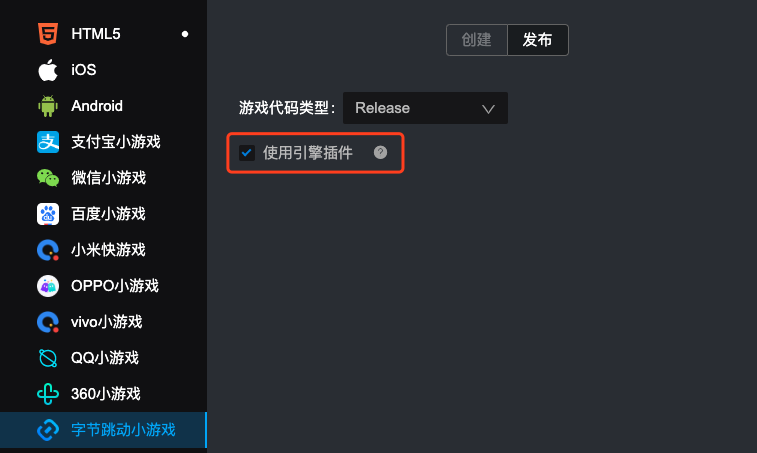 HTML5
iOS
Android
支付宝小游戏
微信小游戏
百度小游戏
小米快游戏
OPPO小游戏
vivo小游戏
QQ小游戏
360小游戏
字节跳动小游戏
创建 发布
游戏代码类型: Release
使用引擎插件 ?